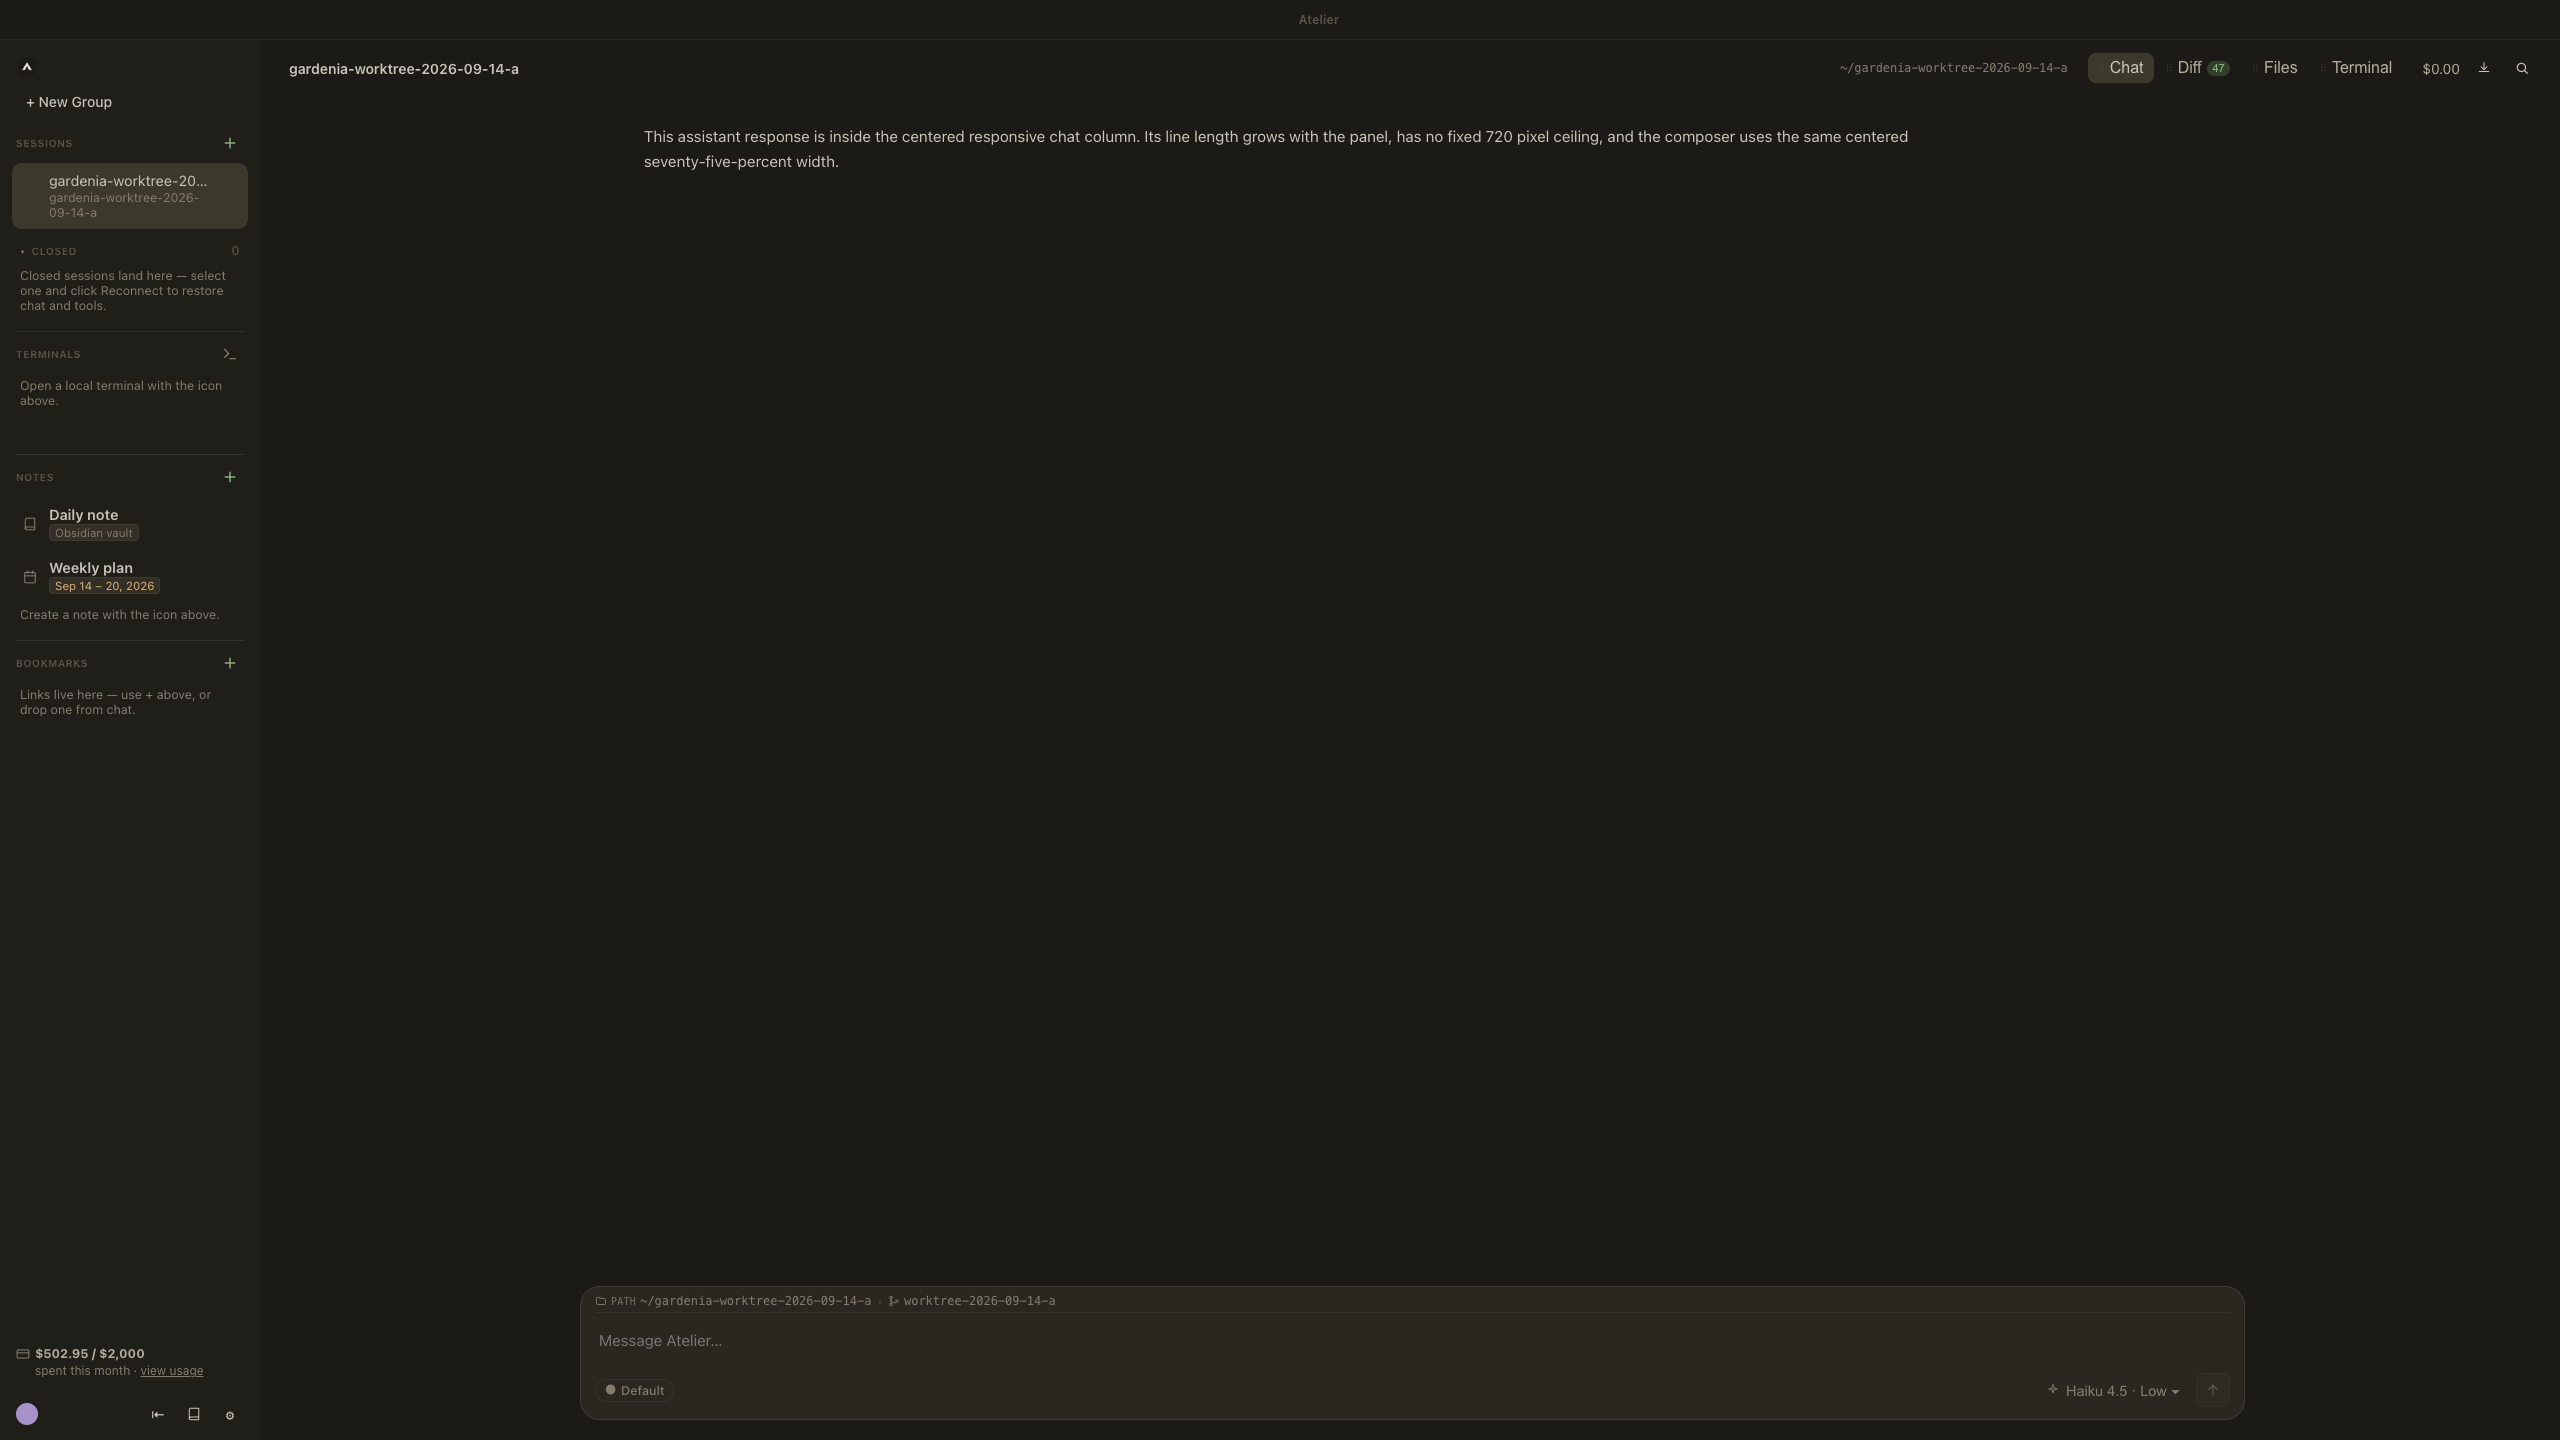 Atelier
gardenia-worktree-2026-09-14-a
~/gardenia-worktree-2026-09-14-a
Chat
Diff 47
Files
Terminal
$0.00
+ New Group
SESSIONS
gardenia-worktree-20...
gardenia-worktree-2026-
09-14-a
CLOSED 0
Closed sessions land here — select
one and click Reconnect to restore
chat and tools.
TERMINALS
Open a local terminal with the icon
above.
NOTES
Daily note
Obsidian vault
Weekly plan
Sep 14 – 20, 2026
Create a note with the icon above.
BOOKMARKS
Links live here — use + above, or
drop one from chat.
$502.95 / $2,000
spent this month · view usage
This assistant response is inside the centered responsive chat column. Its line length grows with the panel, has no fixed 720 pixel ceiling, and the composer uses the same centered
seventy-five-percent width.
PATH ~/gardenia-worktree-2026-09-14-a › worktree-2026-09-14-a
Message Atelier...
Default
Haiku 4.5 · Low